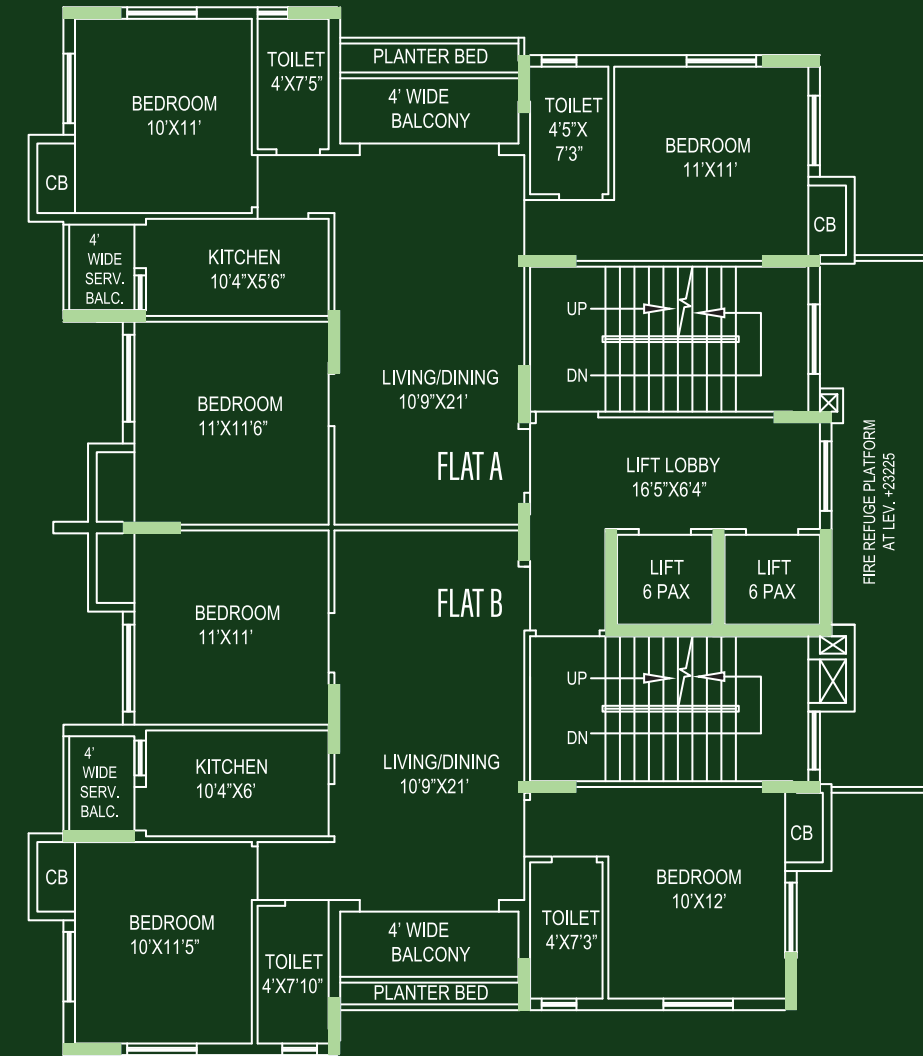 PLANTER BED
TOILET
4'X7'5"
BEDROOM
10'X11'
4' WIDE
BALCONY
TOILET
4'5"X
7'3"
BEDROOM
11'X11'
CB
CB
4'
WIDE
SERV.
BALC.
KITCHEN
10'4"X5'6"
UP
DN
LIVING/DINING
10'9"X21'
BEDROOM
11'X11'6"
FLAT A
LIFT LOBBY
16'5"X6'4"
FIRE REFUGE PLATFORM
AT LEV. +23225
LIFT
6 PAX
LIFT
6 PAX
FLAT B
BEDROOM
11'X11'
UP
DN
4'
WIDE
SERV.
BALC.
KITCHEN
10'4"X6'
LIVING/DINING
10'9"X21'
CB
CB
BEDROOM
10'X12'
BEDROOM
10'X11'5"
TOILET
4'X7'10"
4' WIDE
BALCONY
TOILET
4'X7'3"
PLANTER BED